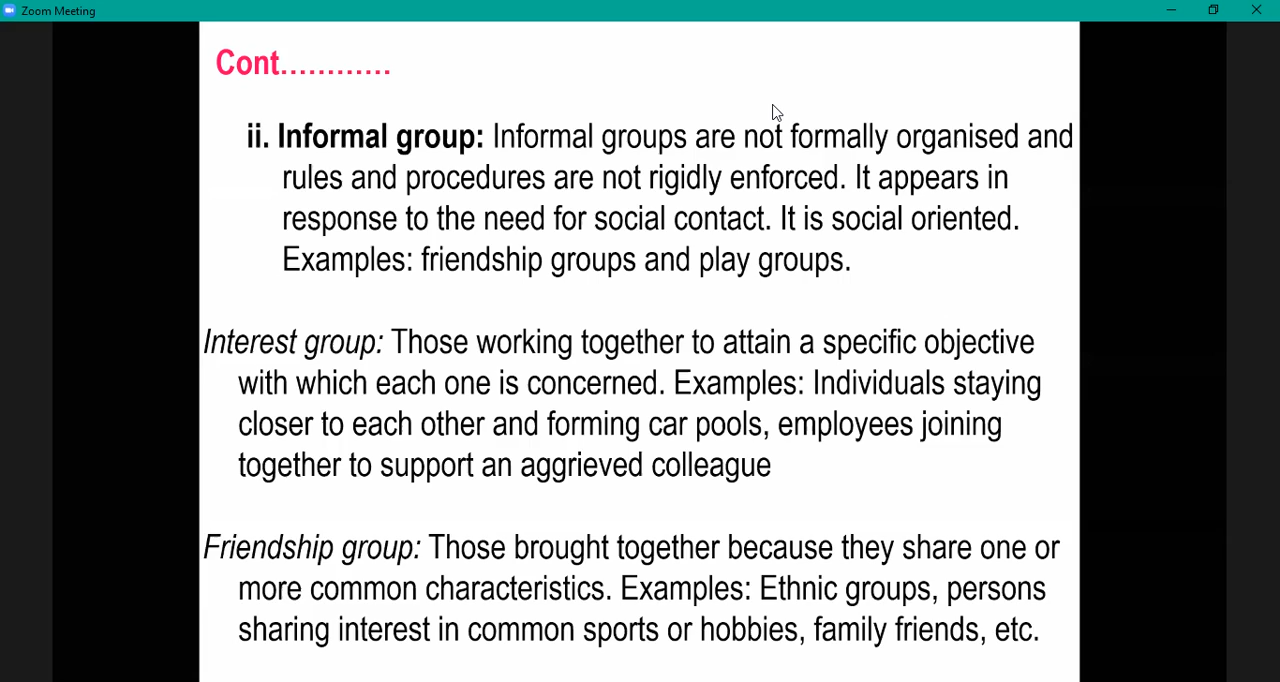 Zoom Meeting
Cont............
ii. Informal group: Informal groups are not formally organised and
rules and procedures are not rigidly enforced. It appears in
response to the need for social contact. It is social oriented.
Examples: friendship groups and play groups.
Interest group: Those working together to attain a specific objective
with which each one is concerned. Examples: Individuals staying
closer to each other and forming car pools, employees joining
together to support an aggrieved colleague
Friendship group: Those brought together because they share one or
more common characteristics. Examples: Ethnic groups, persons
sharing interest in common sports or hobbies, family friends, etc.